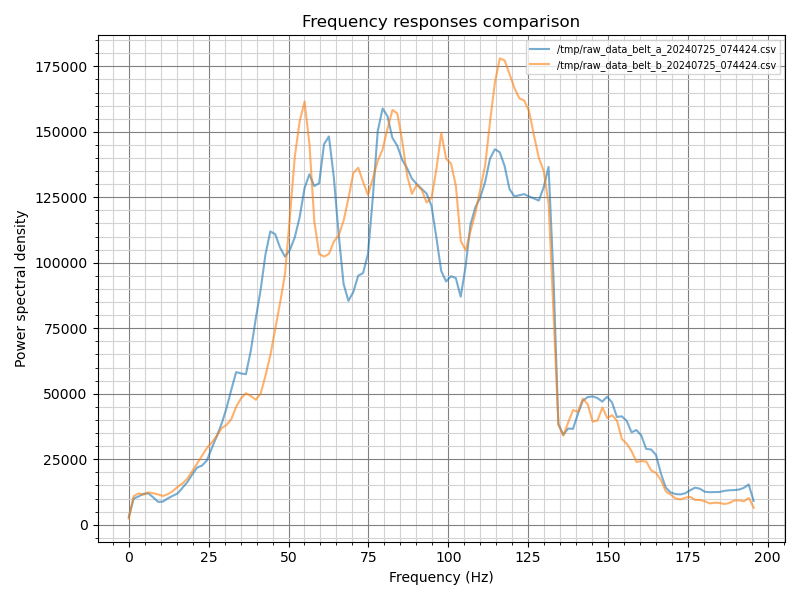 Frequency responses comparison
/tmp/raw_data_belt_a_20240725_074424.csv
/tmp/raw_data_belt_b_20240725_074424.csv
Power spectral density
175000
150000
125000
100000
75000
50000
25000
0
0 25 50 75 100 125 150 175 200
Frequency (Hz)